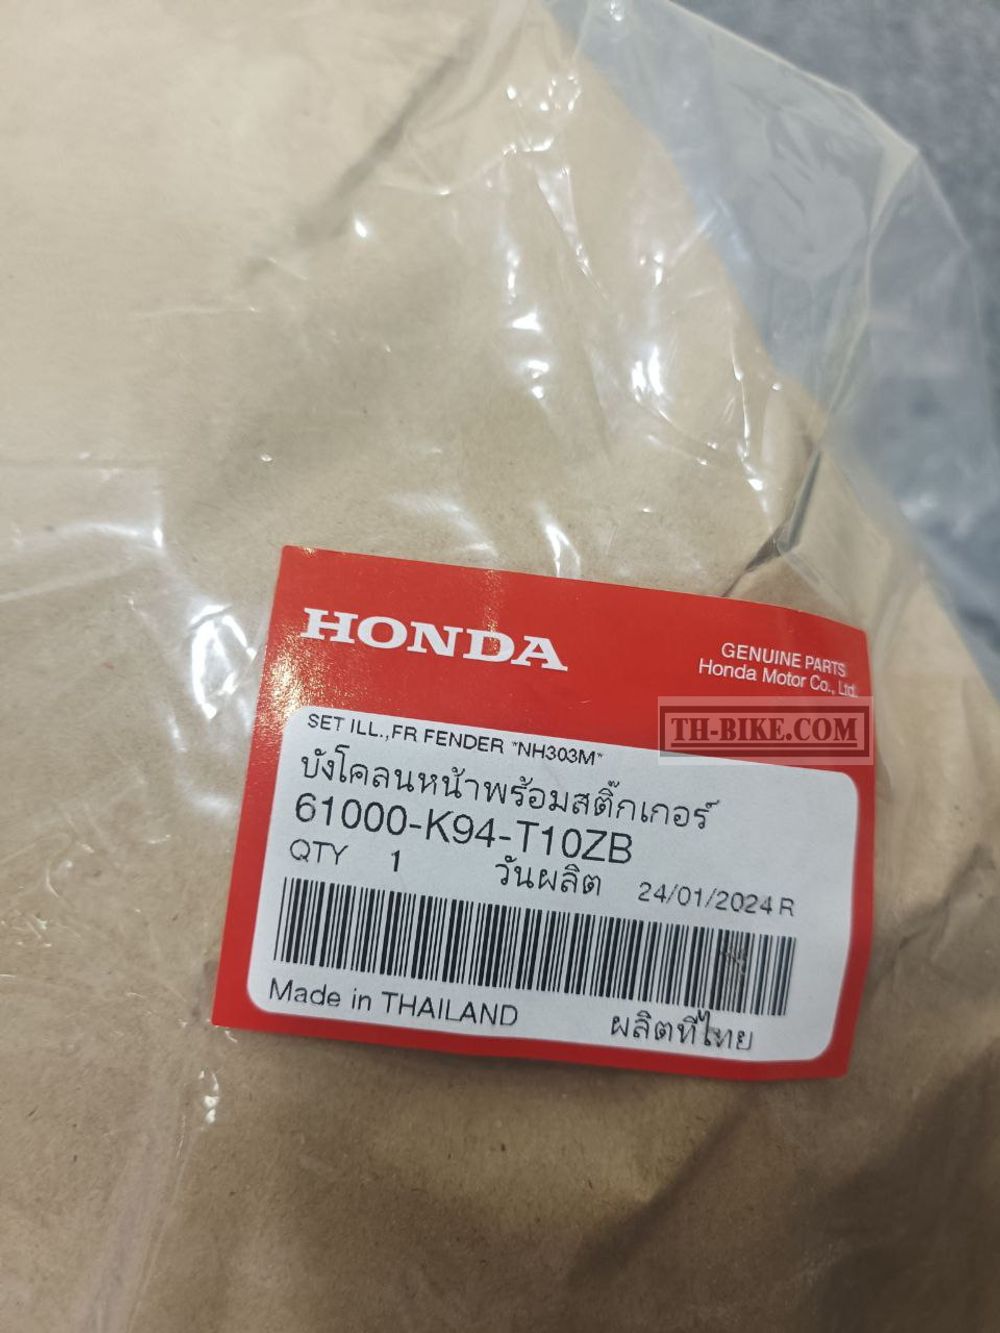 HONDA
GENUINE PARTS
Honda Motor Co., Ltd.
TH-BIKE.COM
SET ILL.,FR FENDER "NH303M"
บังโคลนหน้าพร้อมสติ๊กเกอร์
61000-K94-T10ZB
QTY 1 วันผลิต 24/01/2024 R
Made in THAILAND ผลิตที่ไทย